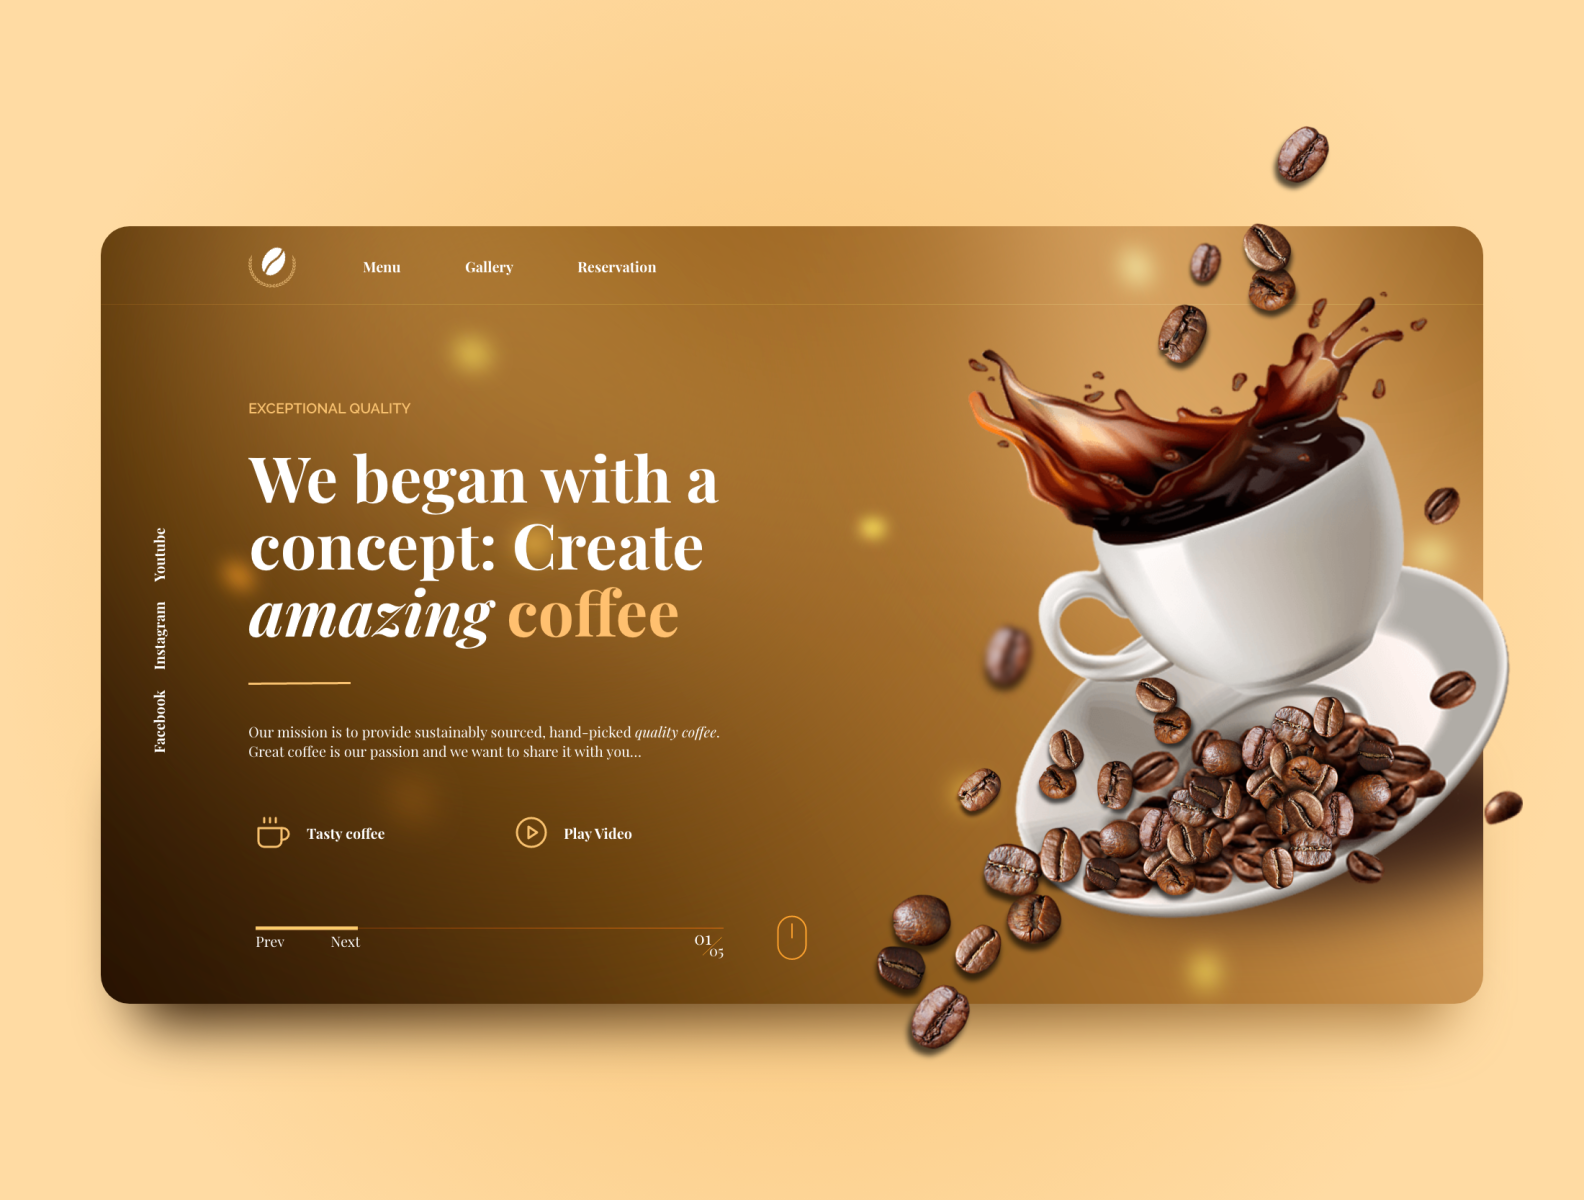 Menu
Gallery
Reservation
EXCEPTIONAL QUALITY
We began with a
concept: Create
amazing coffee
Our mission is to provide sustainably sourced, hand-picked quality coffee.
Great coffee is our passion and we want to share it with you...
Tasty coffee
Play Video
Prev
Next
01/05
Youtube
Instagram
Facebook